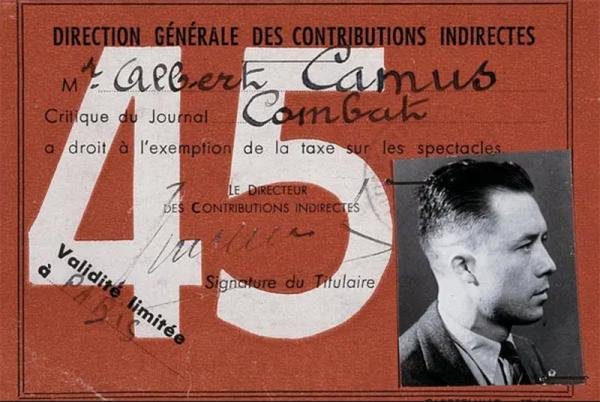 DIRECTION GÉNÉRALE DES CONTRIBUTIONS INDIRECTES
Mr. Albert Camus
Critique du Journal Combat
a droit à l'exemption de la taxe sur les spectacles.
45
LE DIRECTEUR
DES CONTRIBUTIONS INDIRECTES
Signature du Titulaire
Validité limitée
à PARIS